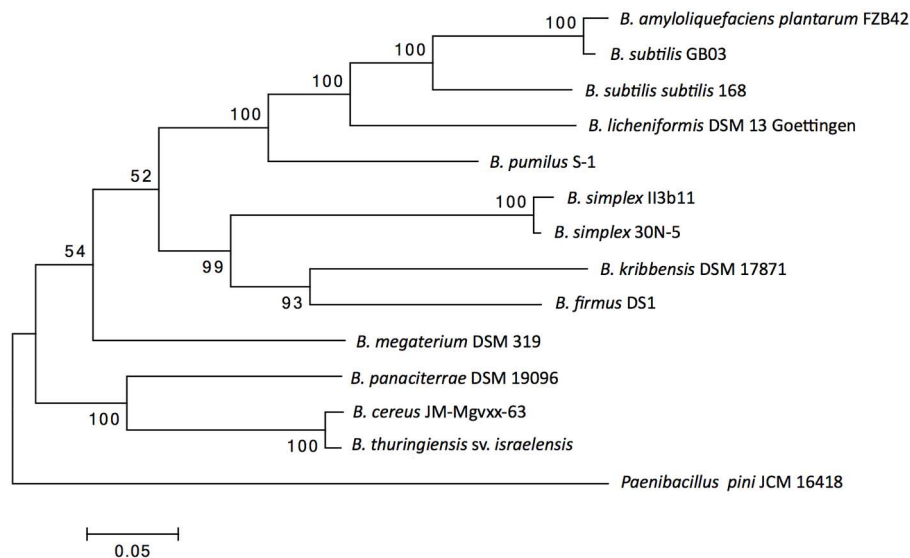 B. amyloliquefaciens plantarum FZB42
100
B. subtilis GB03
100
B. subtilis subtilis 168
100
B. licheniformis DSM 13 Goettingen
100
B. pumilus S-1
52
B. simplex II3b11
100
B. simplex 30N-5
54
99
B. kribbensis DSM 17871
93
B. firmus DS1
B. megaterium DSM 319
B. panaciterrae DSM 19096
100
B. cereus JM-Mgvxx-63
100
B. thuringiensis sv. israelensis
Paenibacillus pini JCM 16418
0.05